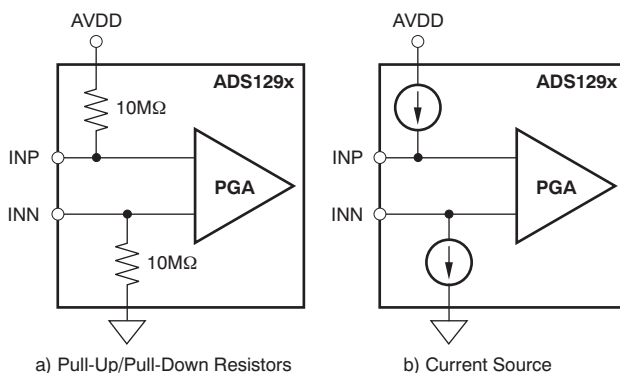 AVDD
ADS129x
10MΩ
INP
PGA
INN
10MΩ
a) Pull-Up/Pull-Down Resistors
AVDD
ADS129x
INP
PGA
INN
b) Current Source